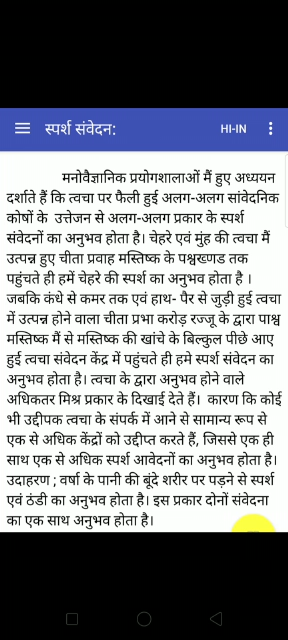 स्पर्श संवेदन:
HI-IN
मनोवैज्ञानिक प्रयोगशालाओं मैं हुए अध्ययन
दर्शाते हैं कि त्वचा पर फैली हुई अलग-अलग सांवेदनिक
कोषों के उत्तेजन से अलग-अलग प्रकार के स्पर्श
संवेदनों का अनुभव होता है। चेहरे एवं मुंह की त्वचा मैं
उत्पन्न हुए चीता प्रवाह मस्तिष्क के पश्वखण्ड तक
पहुंचते ही हमें चेहरे की स्पर्श का अनुभव होता है ।
जबकि कंधे से कमर तक एवं हाथ- पैर से जुड़ी हुई त्वचा
में उत्पन्न होने वाला चीता प्रभा करोड़ रज्जू के द्वारा पाश्व
मस्तिष्क मैं से मस्तिष्क की खांचे के बिल्कुल पीछे आए
हुई त्वचा संवेदन केंद्र में पहुंचते ही हमे स्पर्श संवेदन का
अनुभव होता है। त्वचा के द्वारा अनुभव होने वाले
अधिकतर मिश्र प्रकार के दिखाई देते हैं। कारण कि कोई
भी उद्दीपक त्वचा के संपर्क में आने से सामान्य रूप से
एक से अधिक केंद्रों को उद्दीप्त करते हैं, जिससे एक ही
साथ एक से अधिक स्पर्श आवेदनों का अनुभव होता है।
उदाहरण ; वर्षा के पानी की बूंदे शरीर पर पड़ने से स्पर्श
एवं ठंडी का अनुभव होता है। इस प्रकार दोनों संवेदना
का एक साथ अनुभव होता है।